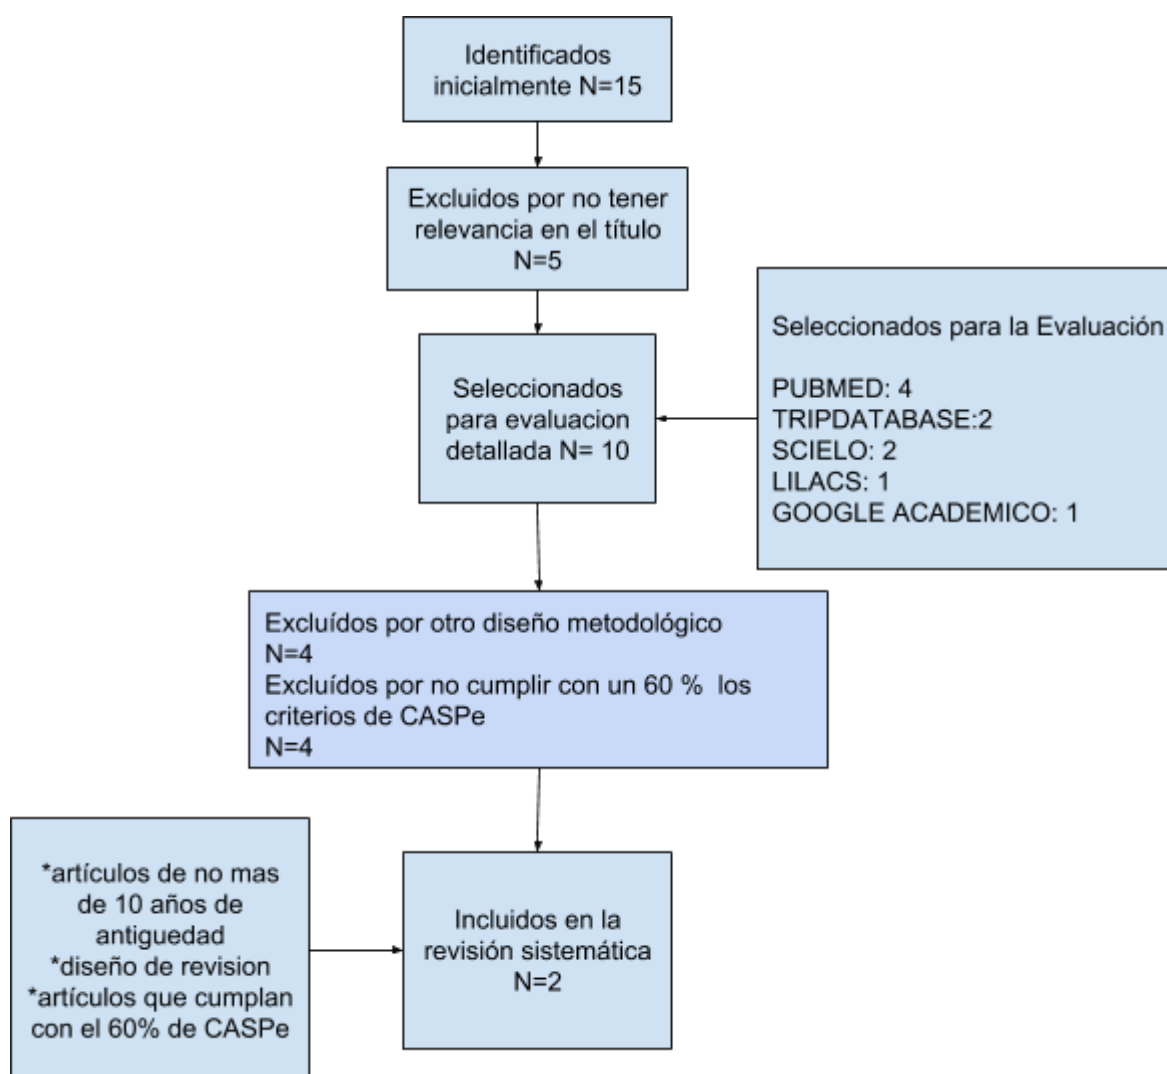 Identificados
inicialmente N=15
Excluidos por no tener
relevancia en el título
N=5
Seleccionados
para evaluacion
detallada N= 10
Seleccionados para la Evaluación
PUBMED: 4
TRIPDATABASE:2
SCIELO: 2
LILACS: 1
GOOGLE ACADEMICO: 1
Excluídos por otro diseño metodológico
N=4
Excluídos por no cumplir con un 60 % los
criterios de CASPe
N=4
*artículos de no mas
de 10 años de
antiguedad
*diseño de revision
*artículos que cumplan
con el 60% de CASPe
Incluidos en la
revisión sistemática
N=2